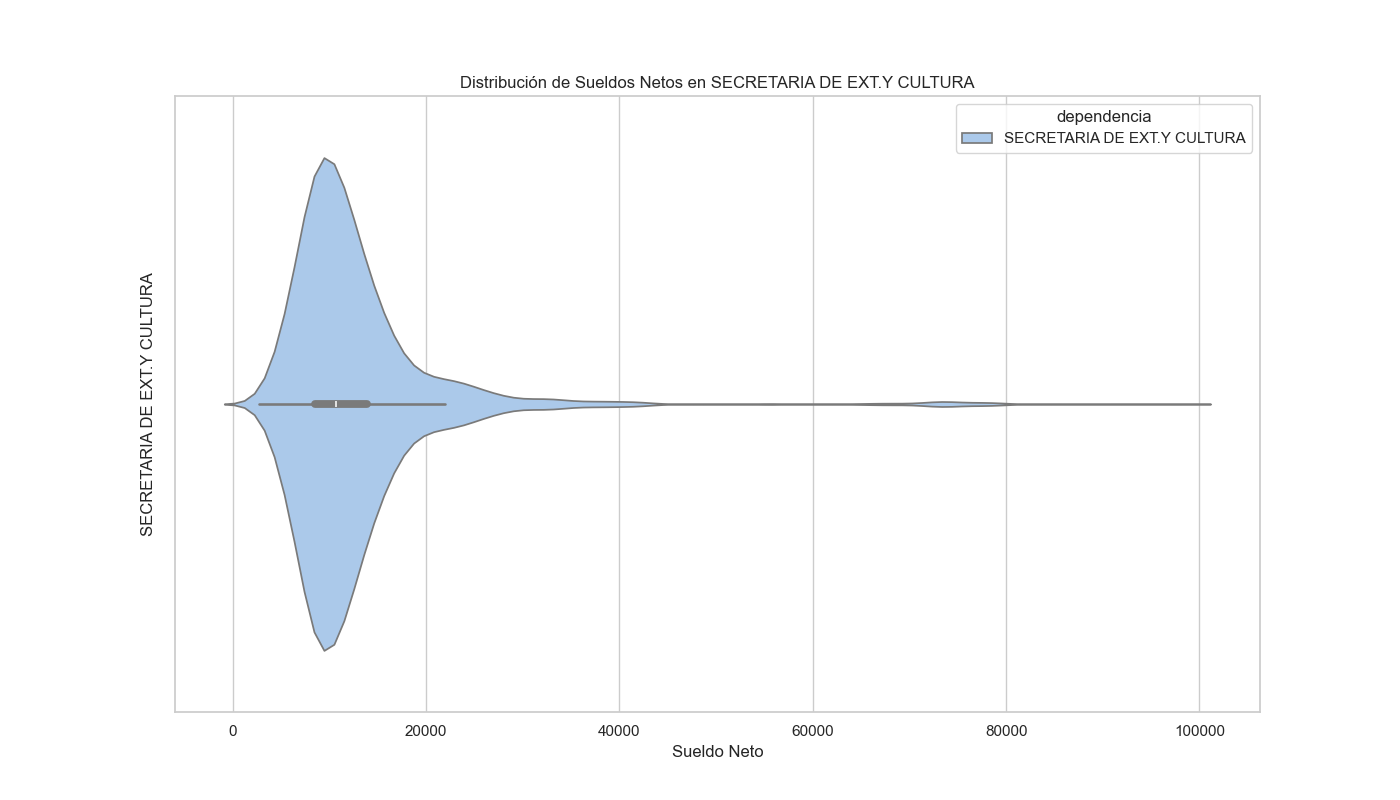 Distribución de Sueldos Netos en SECRETARIA DE EXT.Y CULTURA
dependencia
SECRETARIA DE EXT.Y CULTURA
SECRETARIA DE EXT.Y CULTURA
0 20000 40000 60000 80000 100000
Sueldo Neto